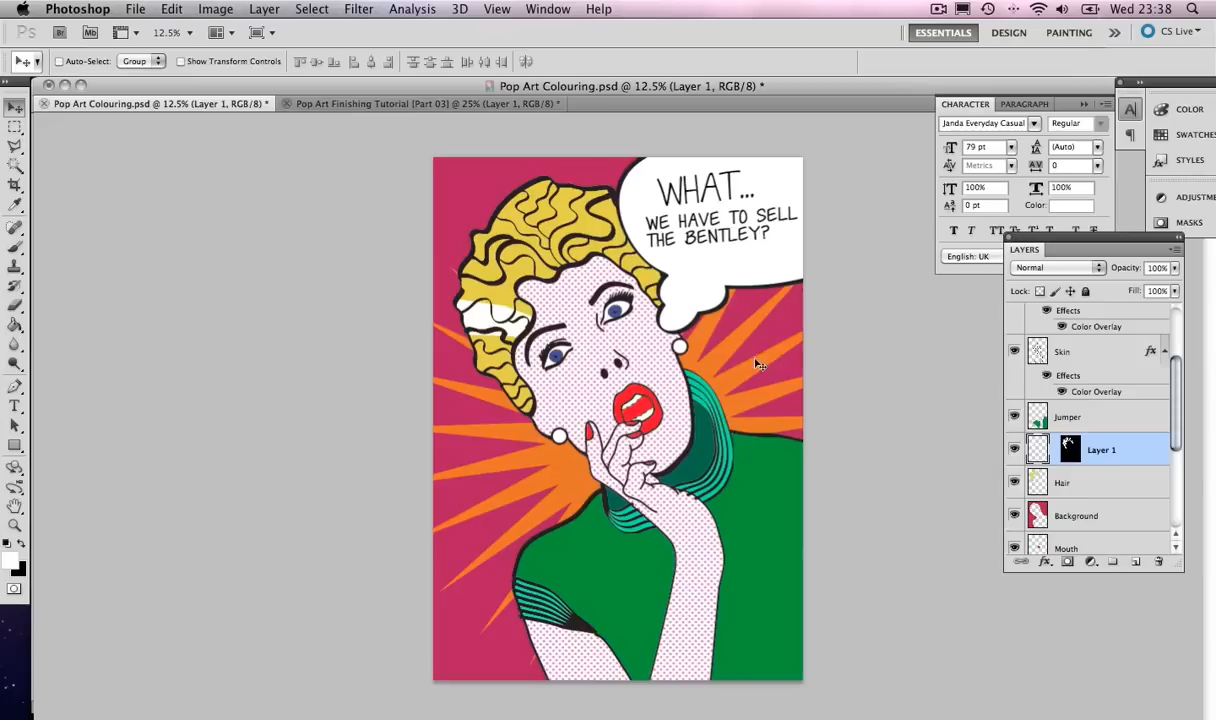 Photoshop File Edit Image Layer Select Filter Analysis 3D View Window Help Wed 23:38
Ps Br Mb 12.5% ESSENTIALS DESIGN PAINTING CS Live
Auto-Select: Group Show Transform Controls
Pop Art Colouring.psd @ 12.5% (Layer 1, RGB/8) *
Pop Art Colouring.psd @ 12.5% (Layer 1, RGB/8) * Pop Art Finishing Tutorial [Part 03] @ 25% (Layer 1, RGB/8) *
WHAT...
WE HAVE TO SELL
THE BENTLEY?
CHARACTER PARAGRAPH
Janda Everyday Casual Regular
79 pt (Auto)
Metrics 0
100% 100%
0 pt Color:
English: UK
COLOR
SWATCHES
STYLES
ADJUSTME
MASKS
LAYERS
Normal Opacity: 100%
Lock: Fill: 100%
Effects
Color Overlay
Skin fx
Effects
Color Overlay
Jumper
Layer 1
Hair
Background
Mouth